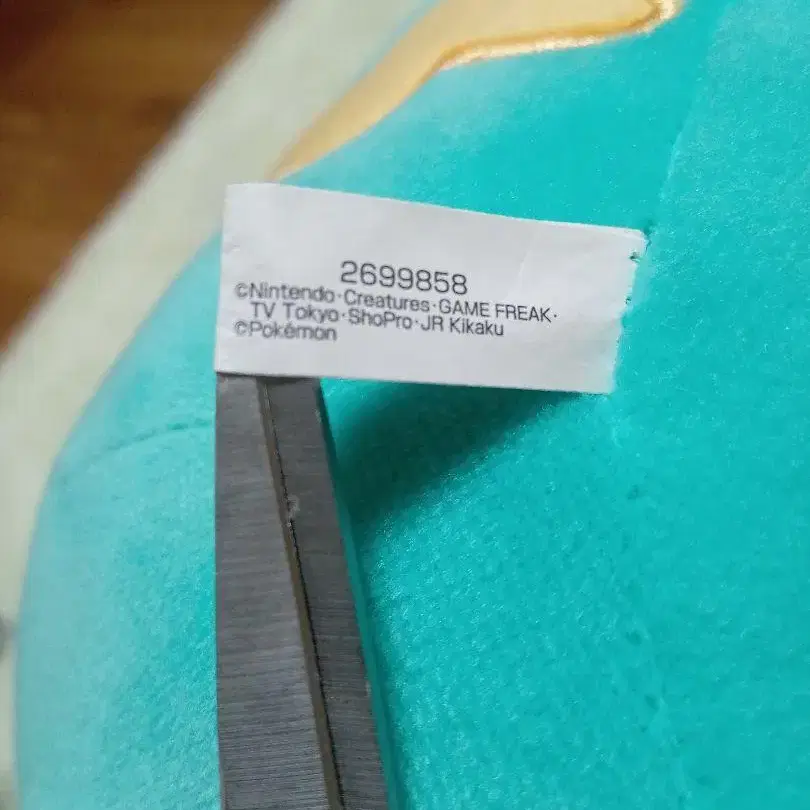 2699858
©Nintendo·Creatures·GAME FREAK·
TV Tokyo·ShoPro·JR Kikaku
©Pokémon